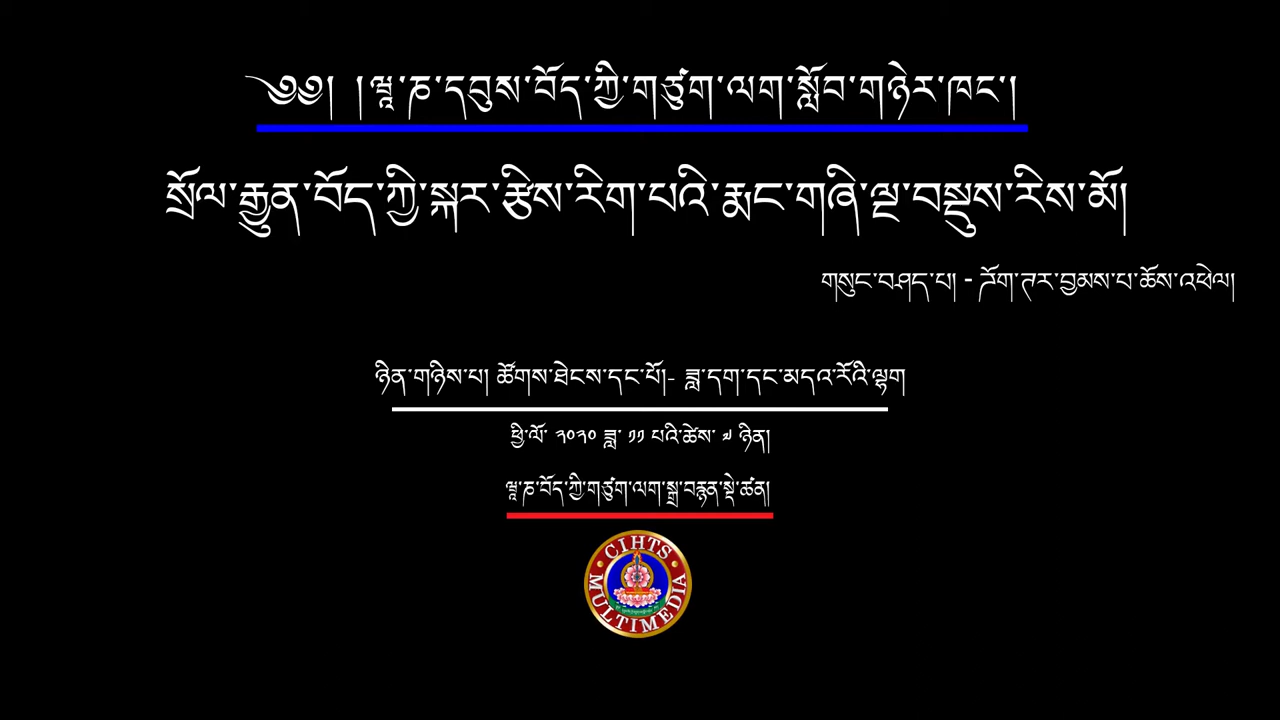 ༄༅། །ཝཱ་ཎ་དབུས་བོད་ཀྱི་གཙུག་ལག་སློབ་གཉེར་ཁང་།
སྲོལ་རྒྱུན་བོད་ཀྱི་སྐར་རྩིས་རིག་པའི་རྨང་གཞི་ལྔ་བསྡུས་རིས་མོ།
གསུང་བཤད་པ། - ཌོག་ཊར་བྱམས་པ་ཆོས་འཕེལ།
ཉིན་གཉིས་པ། ཚོགས་ཐེངས་དང་པོ།- ཟླ་དག་དང་མདའ་རོའི་ལྷག
ཕྱི་ལོ་ ༢༠༢༠ ཟླ་ ༡༡ པའི་ཚེས་ ༧ ཉིན།
ཝཱ་ཎ་བོད་ཀྱི་གཙུག་ལག་སྒྲ་བརྙན་སྡེ་ཚན།
CIHTS
MULTIMEDIA